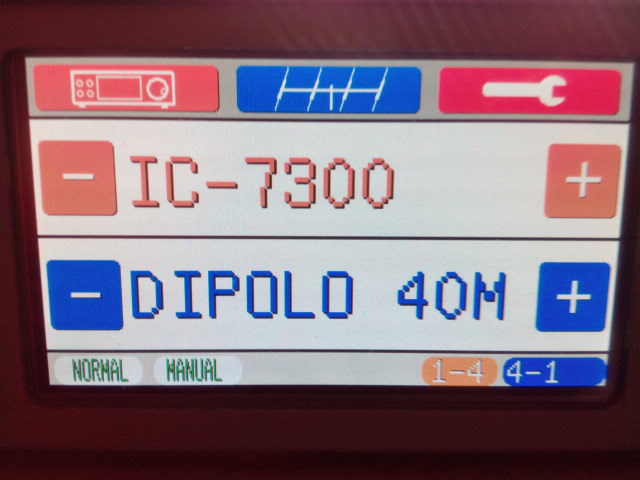 - IC-7300 +
- DIPOLO 40M +
NORMAL MANUAL 1-4 4-1